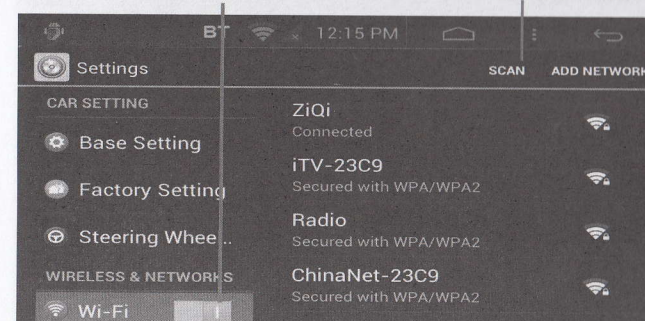 BT 12:15 PM
Settings
SCAN ADD NETWORK
CAR SETTING
Base Setting
Factory Setting
Steering Whee...
WIRELESS & NETWORKS
Wi-Fi
ZiQi
Connected
iTV-23C9
Secured with WPA/WPA2
Radio
Secured with WPA/WPA2
ChinaNet-23C9
Secured with WPA/WPA2